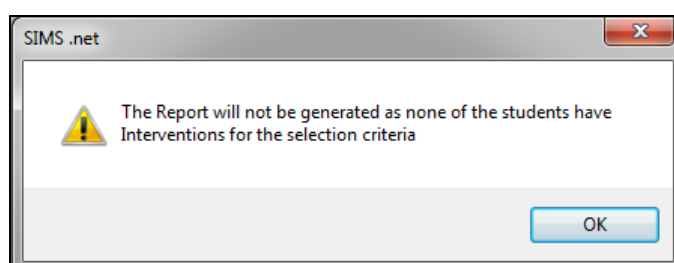 SIMS .net
The Report will not be generated as none of the students have
Interventions for the selection criteria
OK